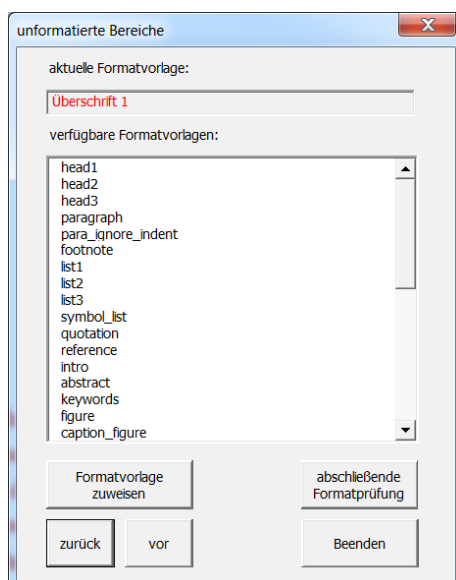 unformatierte Bereiche
aktuelle Formatvorlage:
Überschrift 1
verfügbare Formatvorlagen:
head1
head2
head3
paragraph
para_ignore_indent
footnote
list1
list2
list3
symbol_list
quotation
reference
intro
abstract
keywords
figure
caption_figure
Formatvorlage
zuweisen
abschließende
Formatprüfung
zurück
vor
Beenden